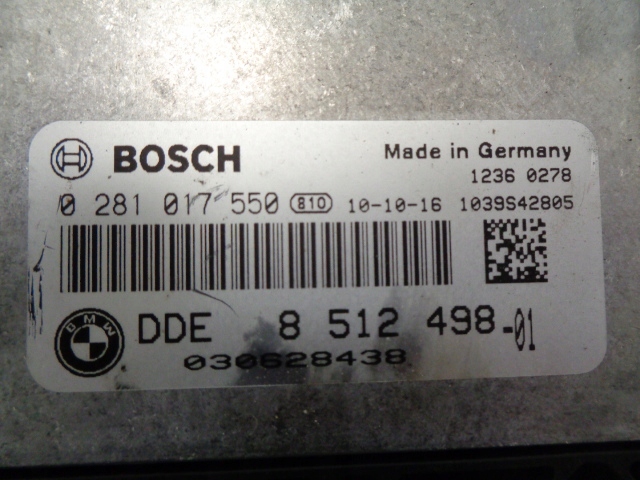 BOSCH
Made in Germany
1236 0278
0 281 017 550 810 10-10-16 1039S42805
BMW
DDE 8 512 498-01
030628438